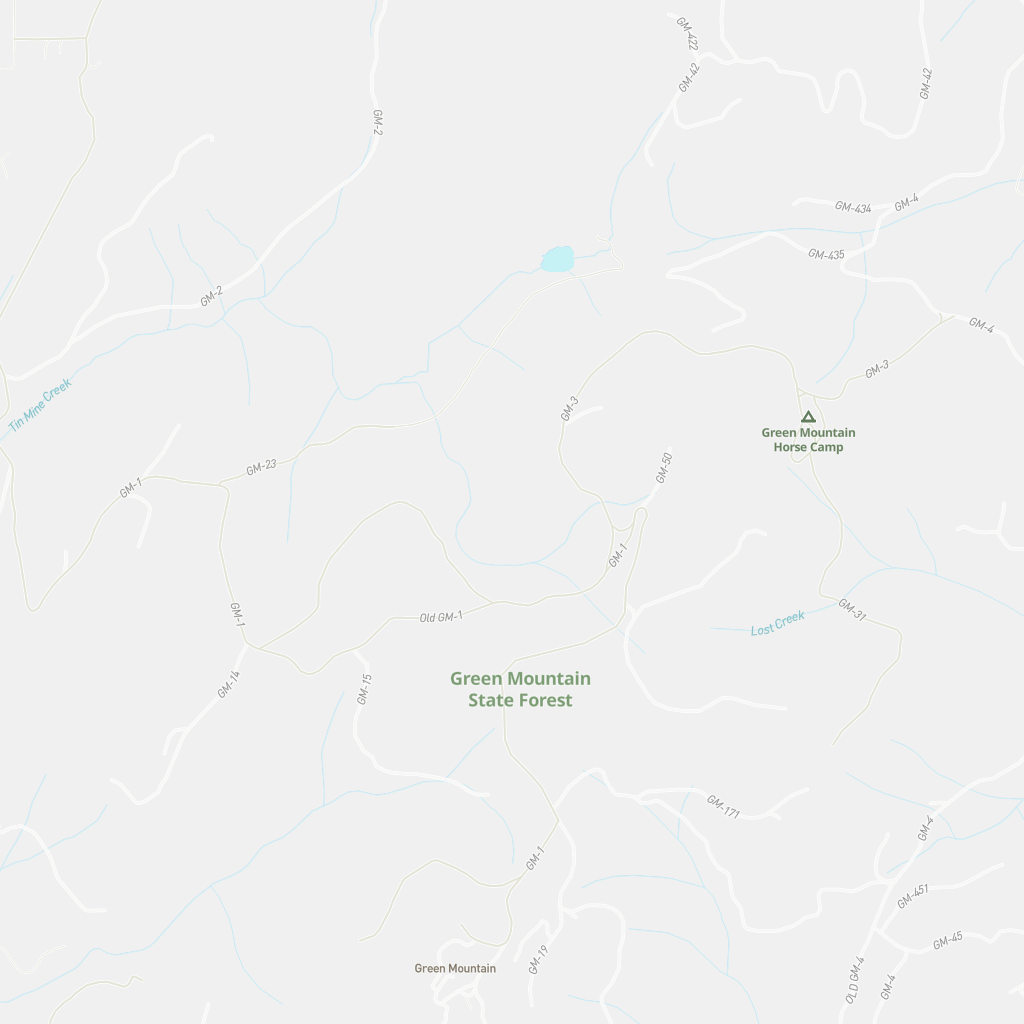 GM-422
GM-42
GM-42
GM-2
GM-434
GM-4
GM-435
GM-2
GM-4
GM-3
Tin Mine Creek
GM-3
Green Mountain
Horse Camp
GM-23
GM-50
GM-1
GM-1
GM-1
Old GM-1
GM-31
Lost Creek
GM-14
GM-15
Green Mountain
State Forest
GM-171
GM-4
GM-1
GM-451
GM-45
GM-19
Green Mountain
OLD GM-4
GM-4